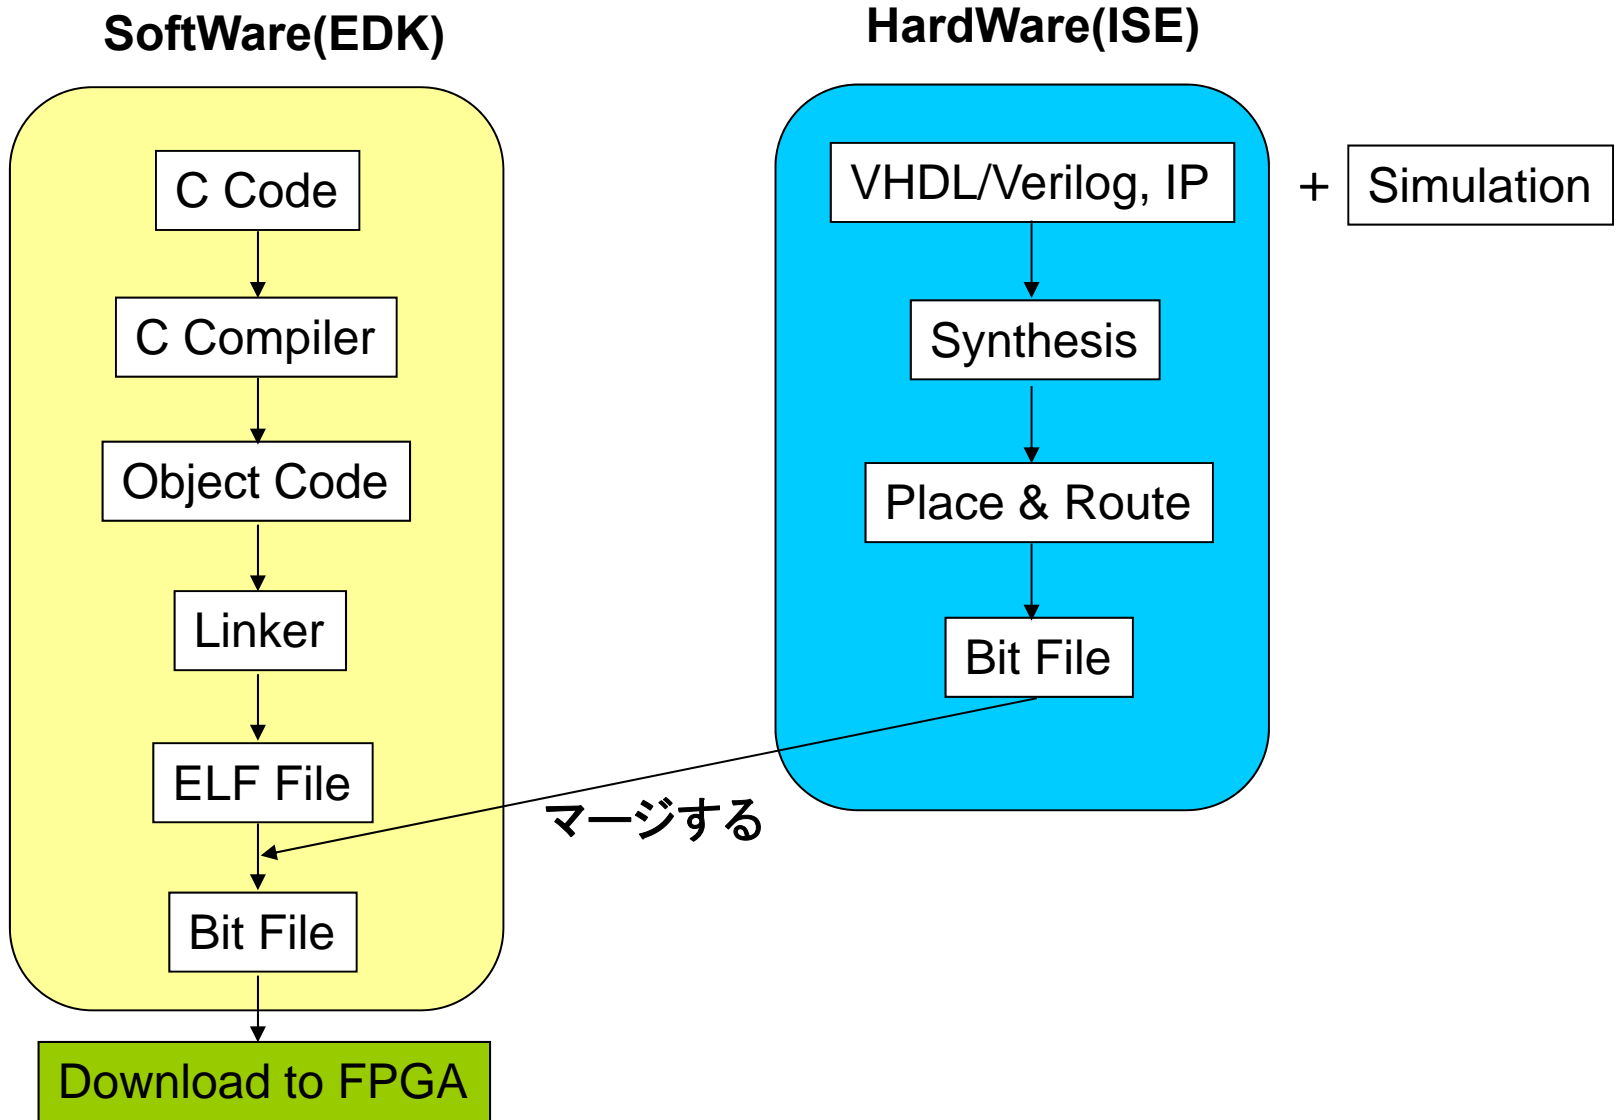 SoftWare(EDK)
C Code
C Compiler
Object Code
Linker
ELF File
Bit File
Download to FPGA
HardWare(ISE)
VHDL/Verilog, IP
+
Simulation
Synthesis
Place & Route
Bit File
マージする